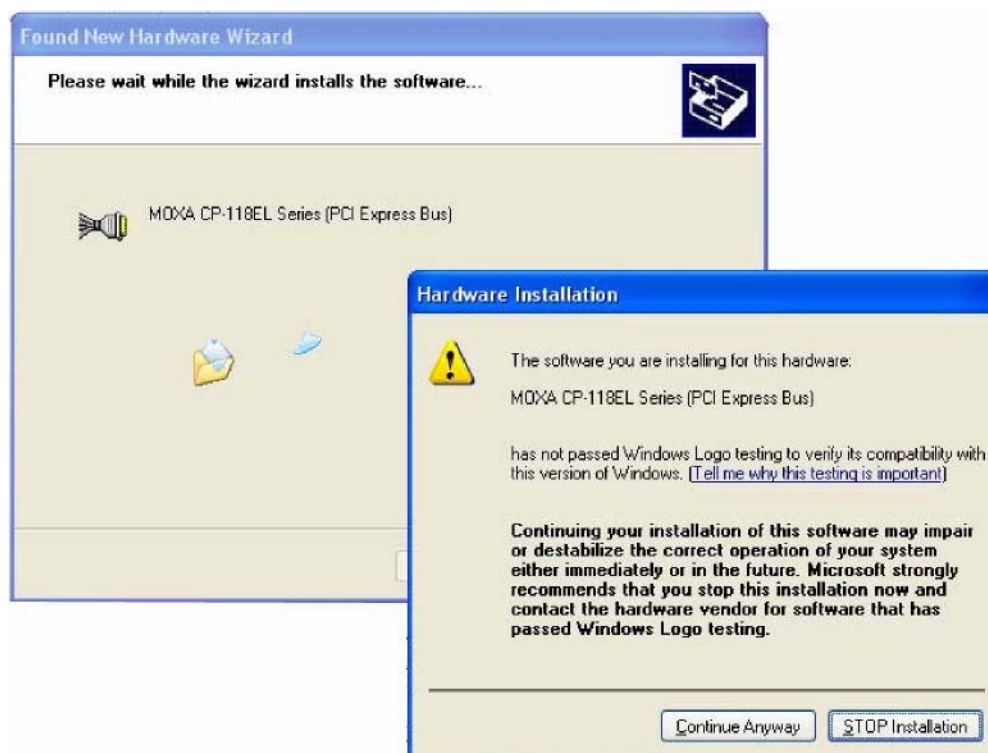 Found New Hardware Wizard
Please wait while the wizard installs the software...
MOXA CP-118EL Series (PCI Express Bus)
Hardware Installation
The software you are installing for this hardware:
MOXA CP-118EL Series (PCI Express Bus)
has not passed Windows Logo testing to verify its compatibility with
this version of Windows. (Tell me why this testing is important)
Continuing your installation of this software may impair
or destabilize the correct operation of your system
either immediately or in the future. Microsoft strongly
recommends that you stop this installation now and
contact the hardware vendor for software that has
passed Windows Logo testing.
Continue Anyway
STOP Installation